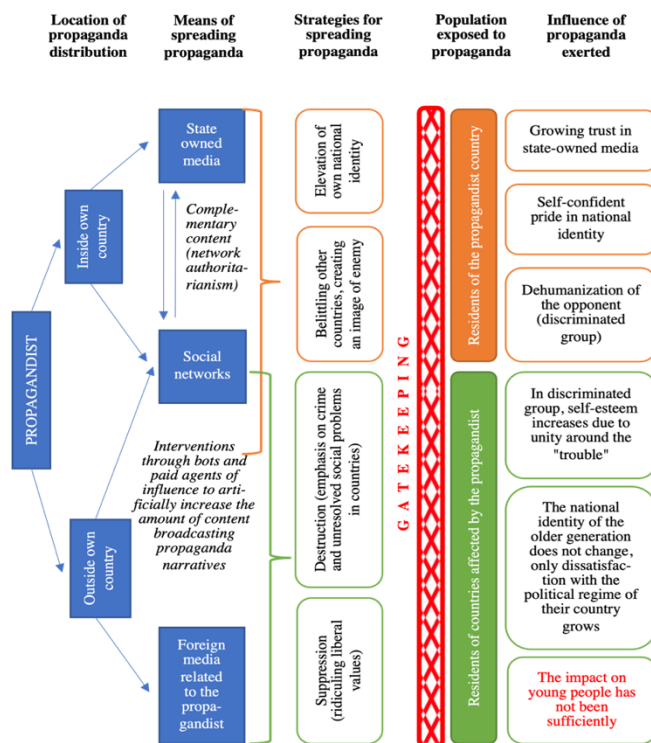 Location of
propaganda
distribution
Means of
spreading
propaganda
Strategies for
spreading
propaganda
Population
exposed to
propaganda
Influence of
propaganda
exerted
PROPAGANDIST
Inside own
country
Outside own
country
State
owned
media
Comple-
mentary
content
(network
authorita-
rianism)
Social
networks
Interventions
through bots and
paid agents of
influence to arti-
ficially increase the
amount of content
broadcasting
propaganda
narratives
Foreign
media
related
to the
propa-
gandist
Elevation of
own national
identity
Belittling other
countries, creating
an image of enemy
Destruction (emphasis on crime
and unresolved social problems
in countries)
Suppression
(ridiculing liberal
values)
GATEKEEPING
Residents of the propagandist country
Residents of countries affected by the propagandist
Growing trust in
state-owned media
Self-confident
pride in national
identity
Dehumanization of
the opponent
(discriminated
group)
In discriminated
group, self-esteem
increases due to
unity around the
"trouble"
The national
identity of the
older generation
does not change,
only dissatisfac-
tion with the
political regime of
their country
grows
The impact on
young people has
not been
sufficiently